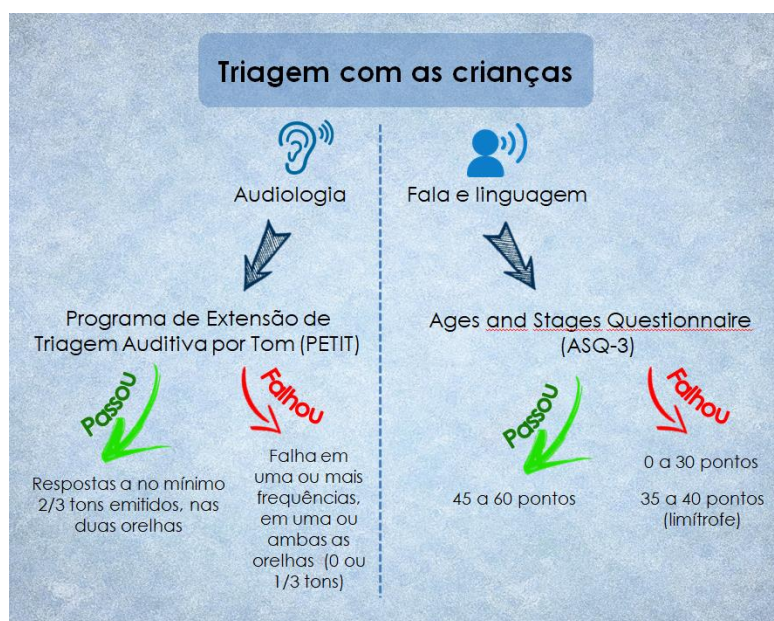 Triagem com as crianças
Audiologia
Programa de Extensão de
Triagem Auditiva por Tom (PETIT)
Passou
Respostas a no mínimo
2/3 tons emitidos, nas
duas orelhas
Falhou
Falha em
uma ou mais
frequências,
em uma ou
ambas as
orelhas (0 ou
1/3 tons)
Fala e linguagem
Ages and Stages Questionnaire
(ASQ-3)
Passou
45 a 60 pontos
Falhou
0 a 30 pontos
35 a 40 pontos
(limítrofe)